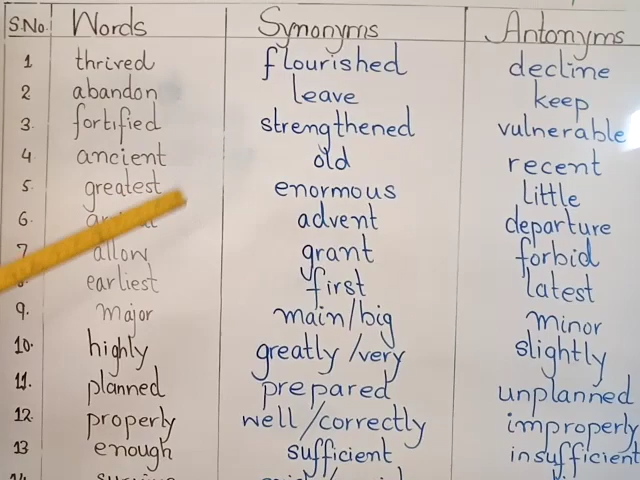 S.No. Words Synonyms Antonyms
1 thrived flourished decline
2 abandon leave keep
3. fortified strengthened vulnerable
4 ancient old recent
5. greatest enormous little
6. advent departure
7 allow grant forbid
earliest first latest
9. major main/big minor
10. highly greatly/very slightly
11. planned prepared unplanned
12. properly well/correctly improperly
13 enough sufficient insufficient